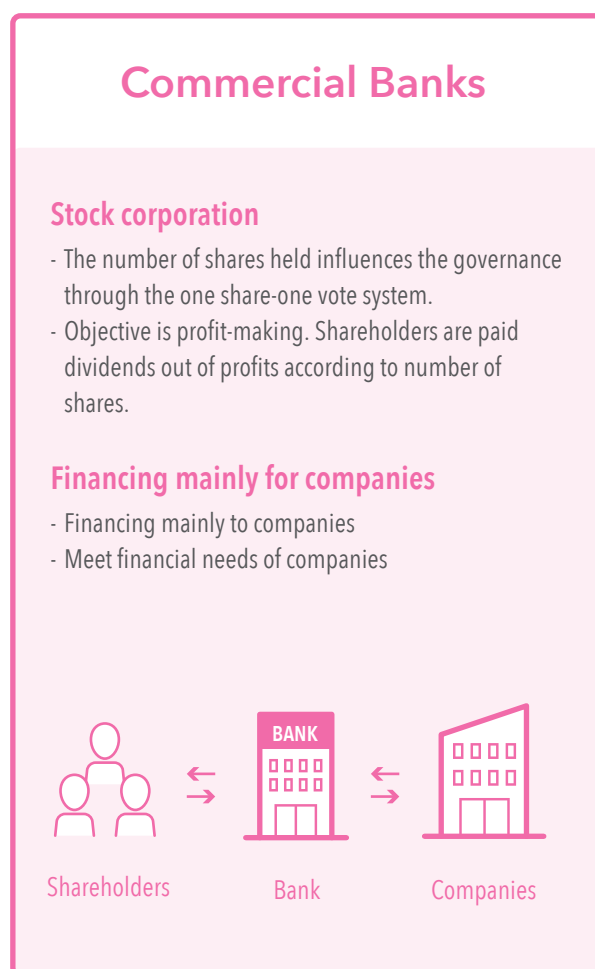 Commercial Banks
Stock corporation
- The number of shares held influences the governance
through the one share-one vote system.
- Objective is profit-making. Shareholders are paid
dividends out of profits according to number of
shares.
Financing mainly for companies
- Financing mainly to companies
- Meet financial needs of companies
BANK
Shareholders
Bank
Companies